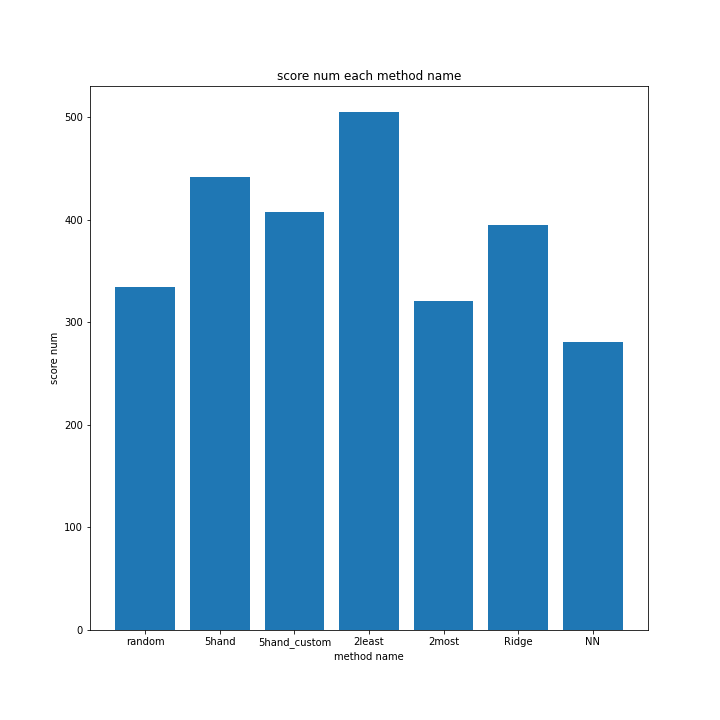 score num each method name
500
400
300
200
100
0
score num
random 5hand 5hand_custom 2least 2most Ridge NN
method name